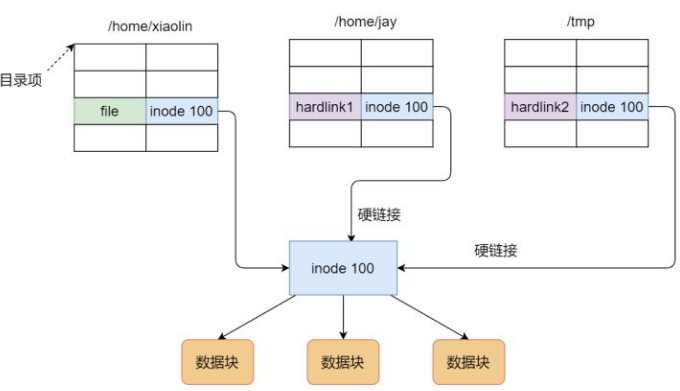 /home/xiaolin
/home/jay
/tmp
目录项
file inode 100
hardlink1 inode 100
hardlink2 inode 100
硬链接
硬链接
inode 100
数据块
数据块
数据块